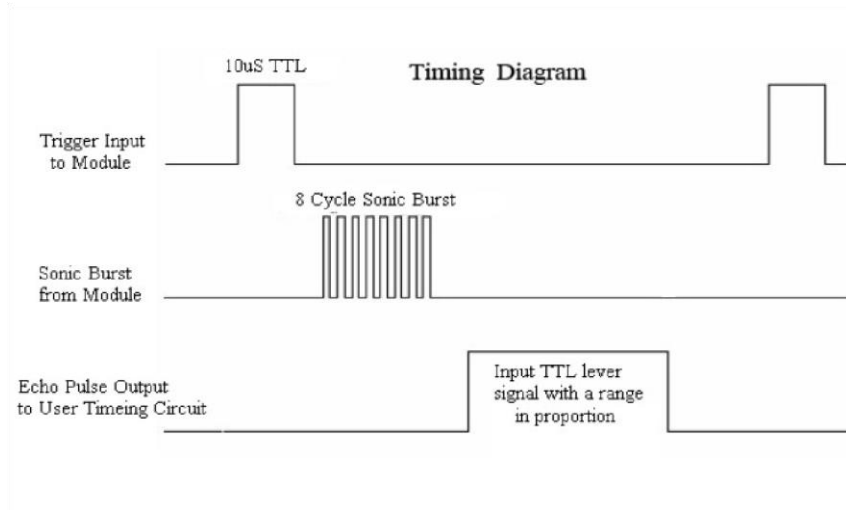 10uS TTL
Timing Diagram
Trigger Input
to Module
8 Cycle Sonic Burst
Sonic Burst
from Module
Echo Pulse Output
to User Timeing Circuit
Input TTL lever
signal with a range
in proportion